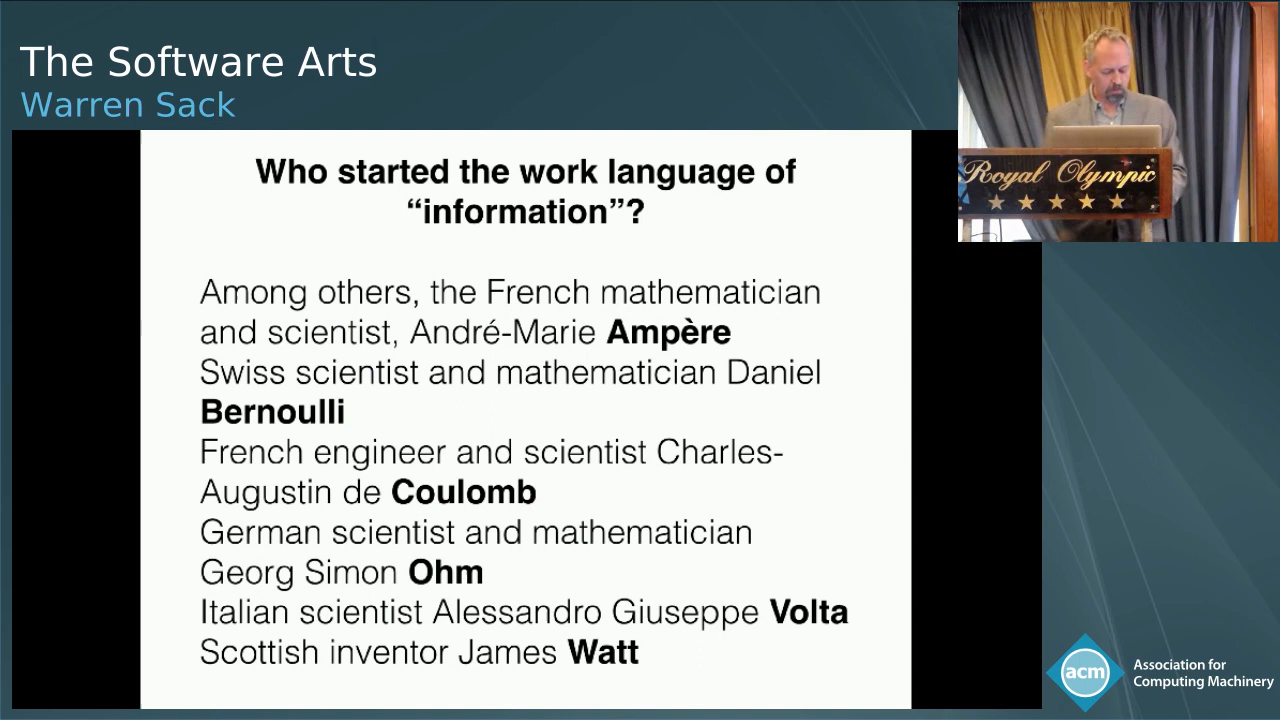 The Software Arts
Warren Sack
Who started the work language of
“information”?
Among others, the French mathematician
and scientist, André-Marie Ampère
Swiss scientist and mathematician Daniel
Bernoulli
French engineer and scientist Charles-
Augustin de Coulomb
German scientist and mathematician
Georg Simon Ohm
Italian scientist Alessandro Giuseppe Volta
Scottish inventor James Watt
Royal Olympic
acm
Association for
Computing Machinery